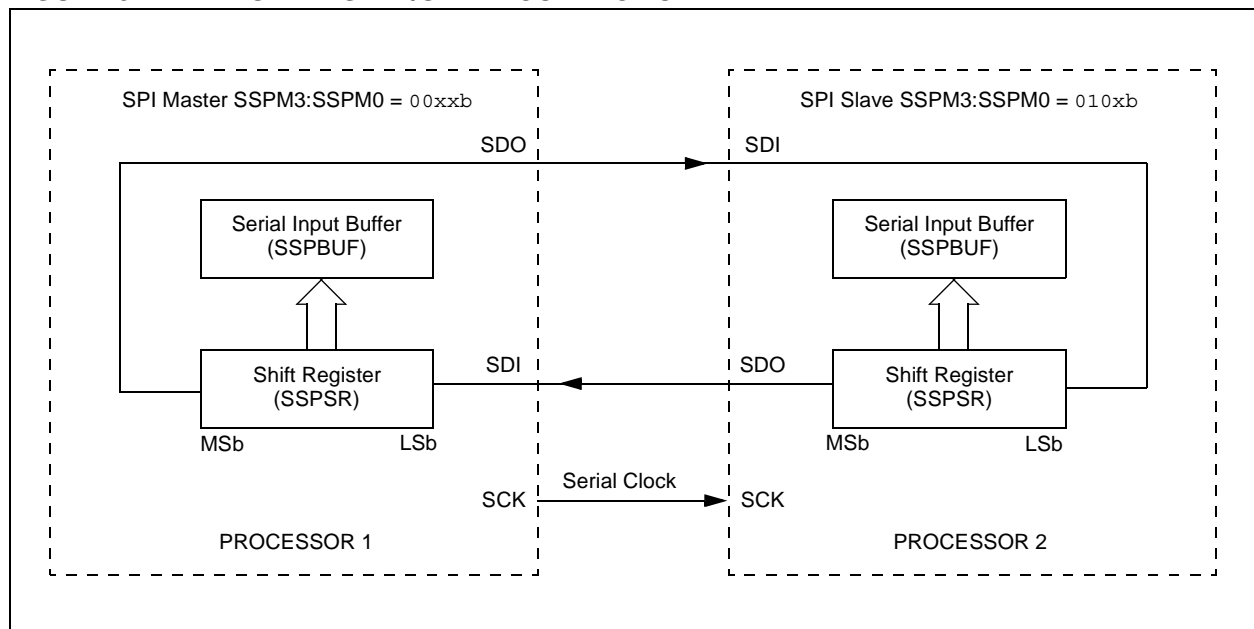 SPI Master SSPM3:SSPM0 = 00xxb
SPI Slave SSPM3:SSPM0 = 010xb
SDO
SDI
Serial Input Buffer
(SSPBUF)
Serial Input Buffer
(SSPBUF)
Shift Register
(SSPSR)
SDI
SDO
Shift Register
(SSPSR)
MSb
LSb
MSb
LSb
Serial Clock
SCK
SCK
PROCESSOR 1
PROCESSOR 2